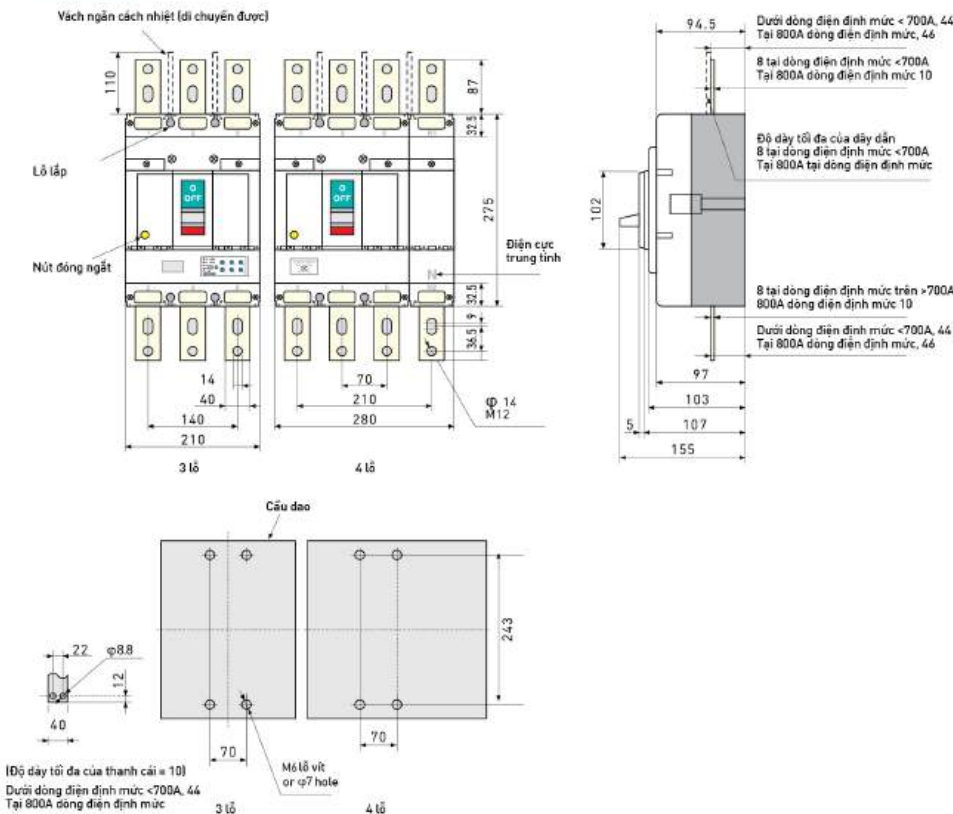 Vách ngăn cách nhiệt (di chuyển được)
110
Lỗ lắp
Nút đóng ngắt
OFF
14
40
140
210
3 lỗ
OFF
87
32.5
275
Điện cực
trung tính
N
32.5
9
36.5
70
210
280
φ 14
M12
4 lỗ
94.5
Dưới dòng điện định mức < 700A, 44
Tại 800A dòng điện định mức, 46
8 tại dòng điện định mức <700A
Tại 800A dòng điện định mức 10
Độ dày tối đa của dây dẫn
8 tại dòng điện định mức <700A
Tại 800A tại dòng điện định mức
102
8 tại dòng điện định mức trên >700A
800A dòng điện định mức 10
Dưới dòng điện định mức <700A, 44
Tại 800A dòng điện định mức, 46
97
103
5
107
155
Cầu dao
243
22
φ8.8
12
40
70
M6 lỗ vít
or φ7 hole
70
(Độ dày tối đa của thanh cái = 10)
Dưới dòng điện định mức <700A, 44
Tại 800A dòng điện định mức
3 lỗ
4 lỗ